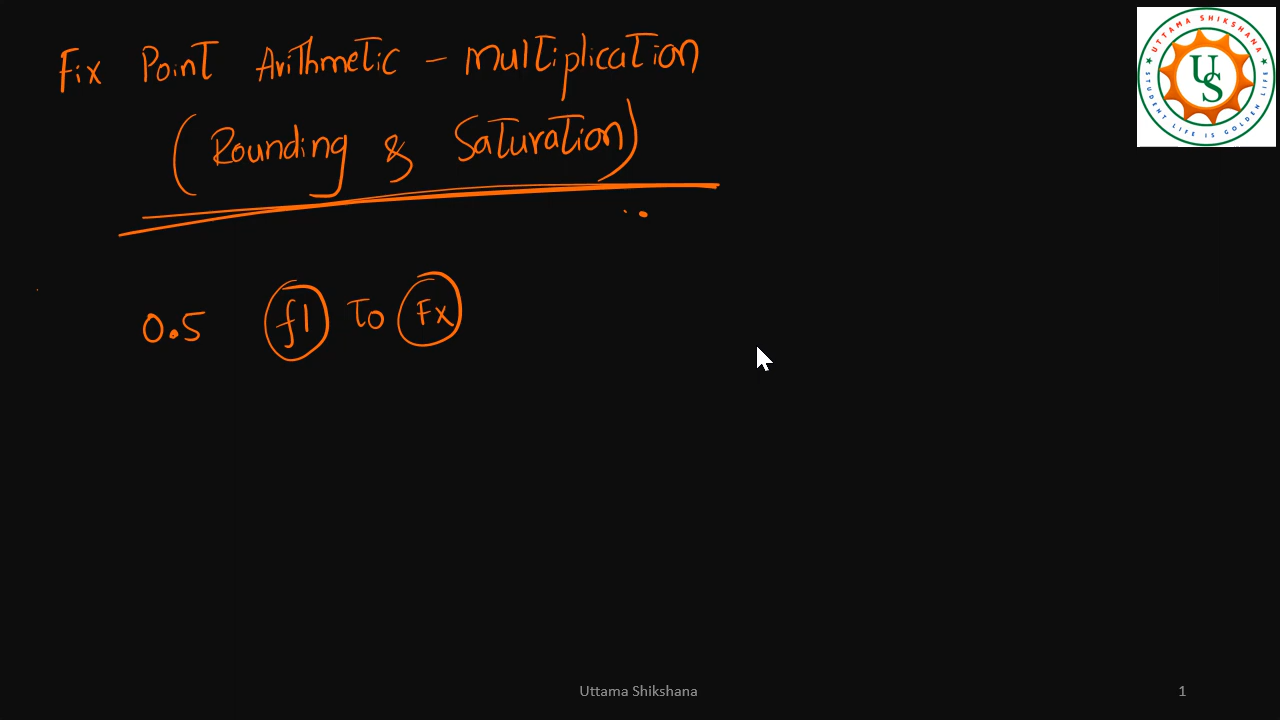 Fix Point Arithmetic - Multiplication
(Rounding & Saturation)
0.5 fl to Fx
UTTAMA SHIKSHANA
US
STUDENT LIFE IS GOLDEN LIFE
Uttama Shikshana
1